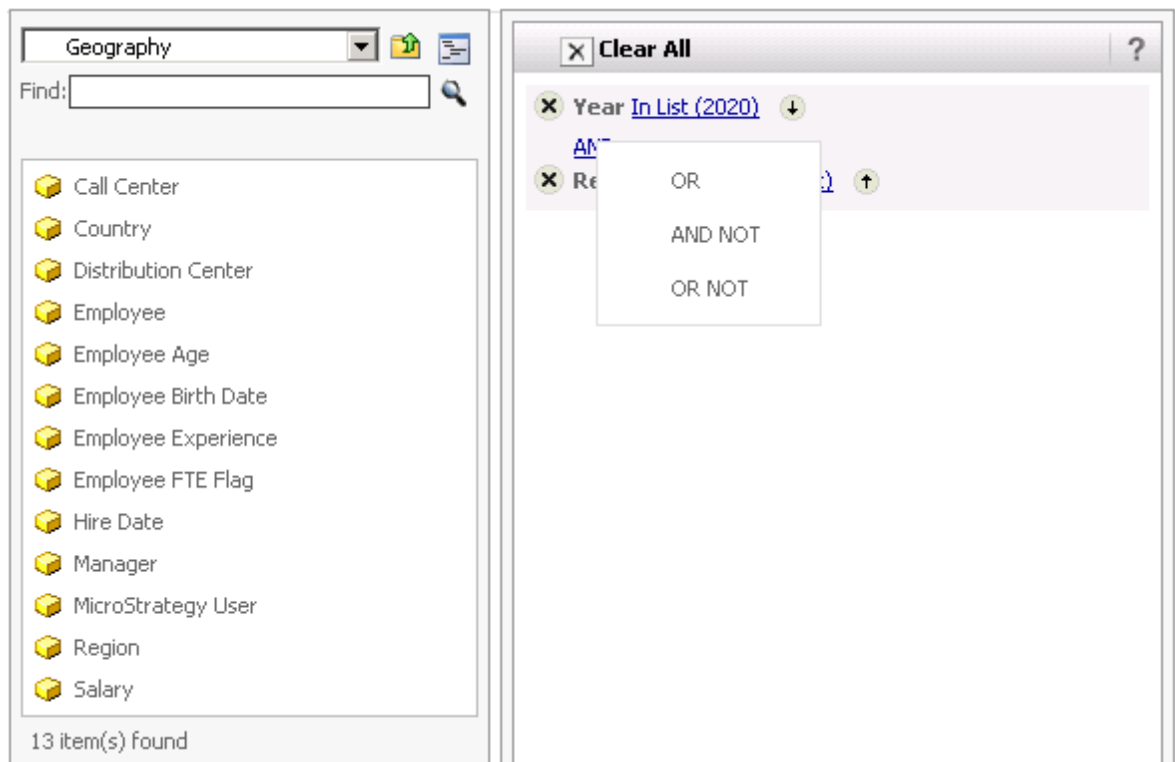 Geography
Find:
Call Center
Country
Distribution Center
Employee
Employee Age
Employee Birth Date
Employee Experience
Employee FTE Flag
Hire Date
Manager
MicroStrategy User
Region
Salary
13 item(s) found
Clear All ?
Year In List (2020)
OR
AND NOT
OR NOT